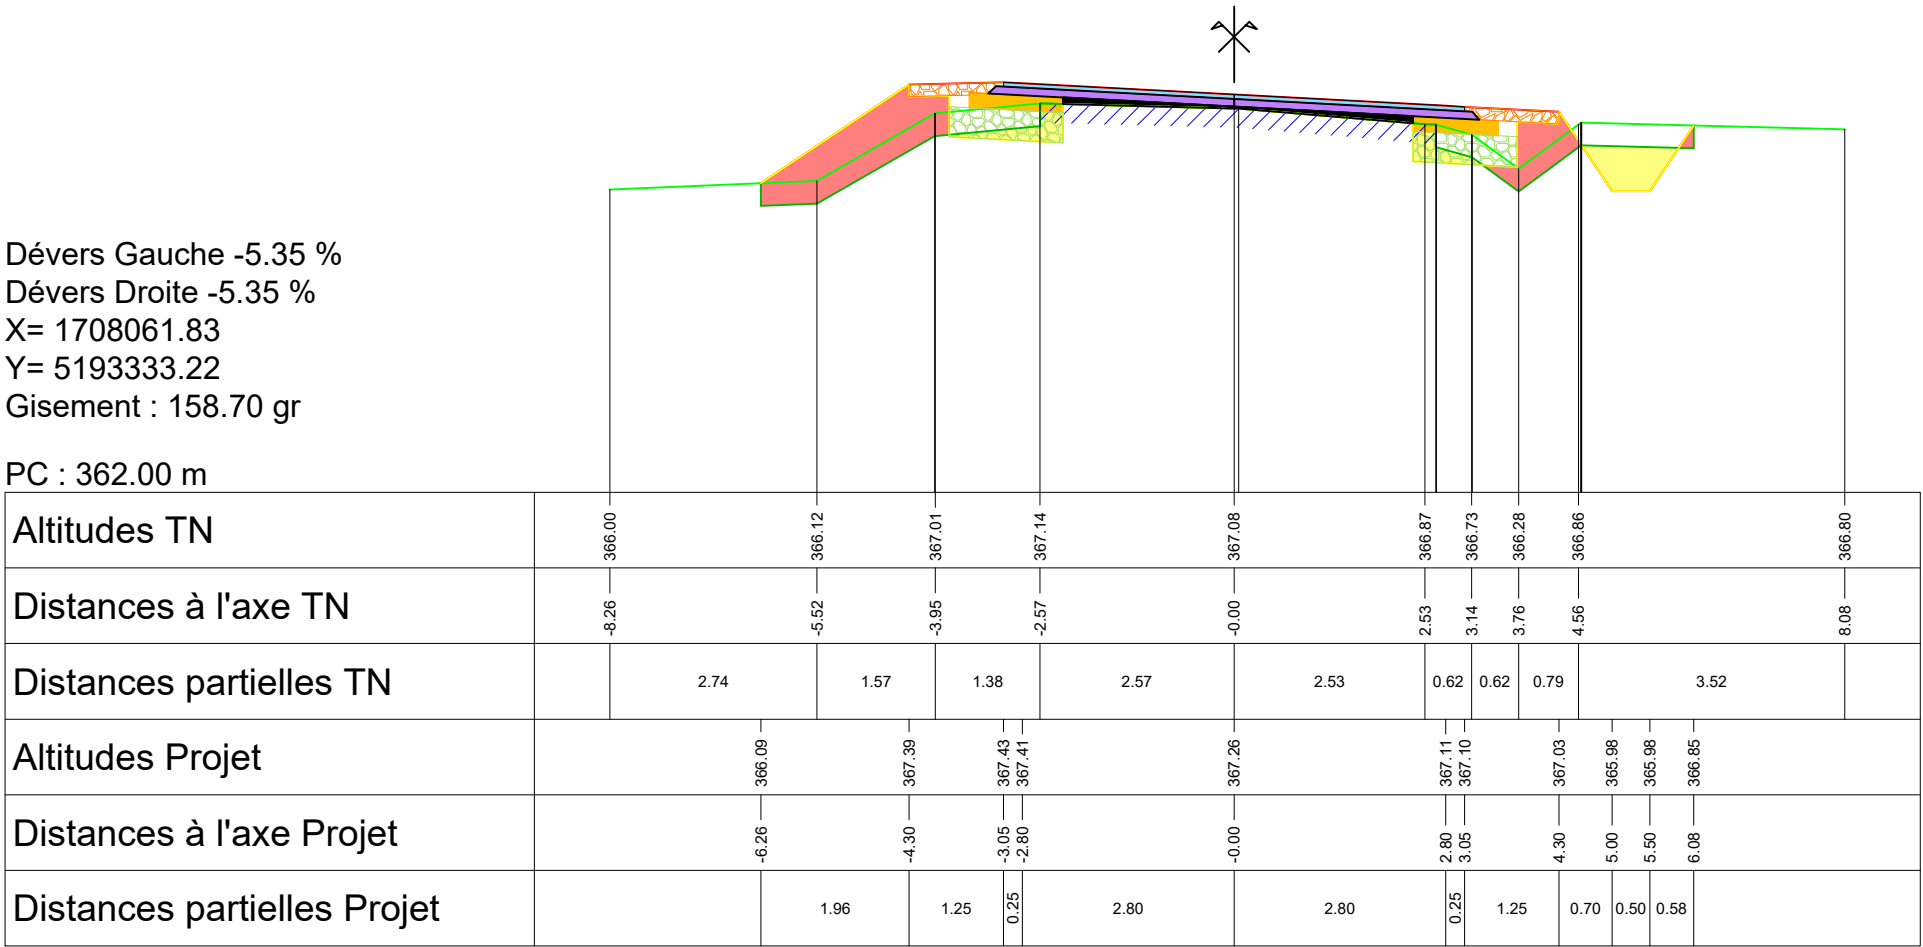 Dévers Gauche -5.35 %
Dévers Droite -5.35 %
X= 1708061.83
Y= 5193333.22
Gisement : 158.70 gr
PC : 362.00 m
Altitudes TN 366.00 366.12 367.01 367.14 367.08 366.87 366.73 366.28 366.86 366.80
Distances à l'axe TN -8.26 -5.52 -3.95 -2.57 -0.00 2.53 3.14 3.76 4.56 8.08
Distances partielles TN 2.74 1.57 1.38 2.57 2.53 0.62 0.62 0.79 3.52
Altitudes Projet 366.09 367.39 367.43 367.41 367.26 367.11 367.10 367.03 365.98 365.98 366.85
Distances à l'axe Projet -6.26 -4.30 -3.05 -2.80 -0.00 2.80 3.05 4.30 5.00 5.50 6.08
Distances partielles Projet 1.96 1.25 0.25 2.80 2.80 0.25 1.25 0.70 0.50 0.58